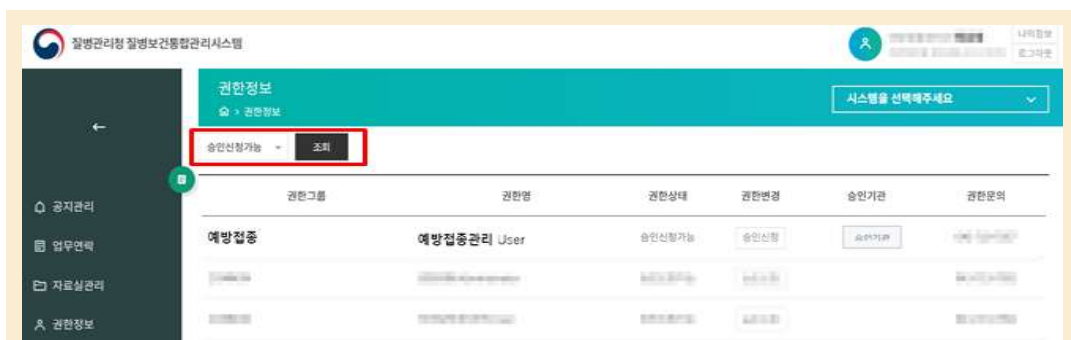 질병관리청 질병보건통합관리시스템
나의정보
로그아웃
권한정보
권한정보
시스템을 선택해주세요
승인신청가능 조회
권한그룹 권한명 권한상태 권한변경 승인기관 권한문의
예방접종 예방접종관리 User 승인신청가능 승인신청 승인기관
공지관리
업무연락
자료실관리
권한정보